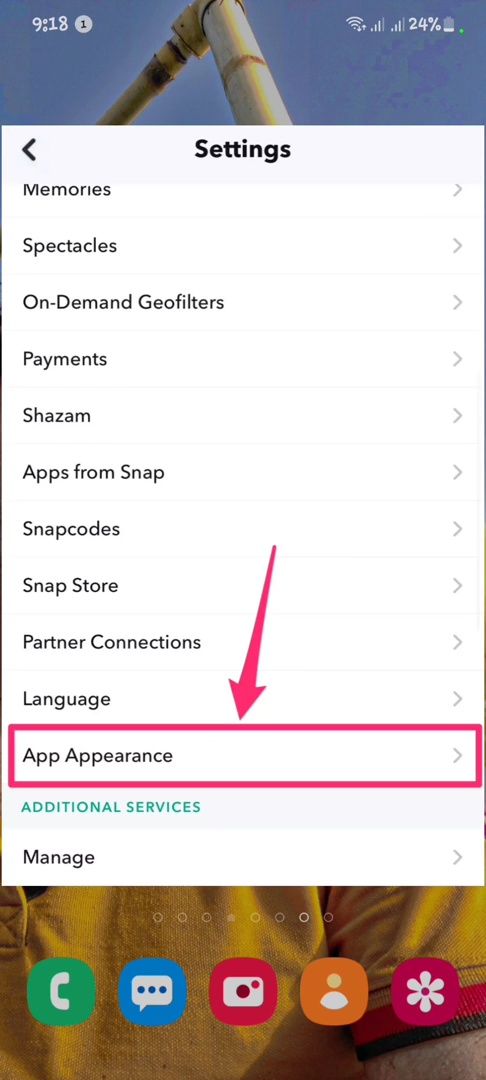 9:18 1 24%
Settings
Memories
Spectacles
On-Demand Geofilters
Payments
Shazam
Apps from Snap
Snapcodes
Snap Store
Partner Connections
Language
App Appearance
ADDITIONAL SERVICES
Manage